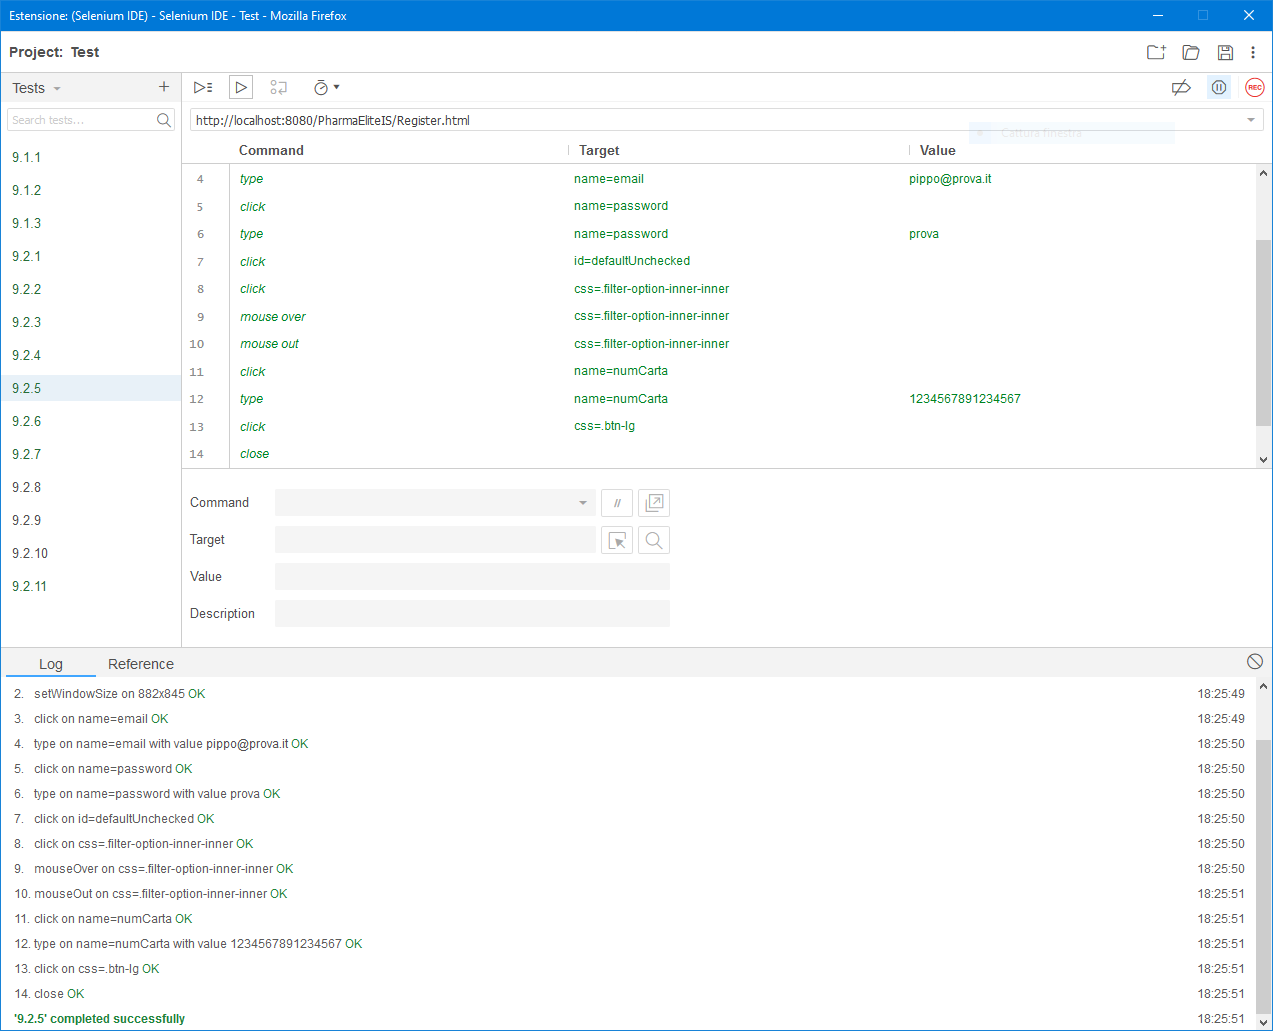 Estensione: (Selenium IDE) - Selenium IDE - Test - Mozilla Firefox
Project: Test
Tests
Search tests...
9.1.1
9.1.2
9.1.3
9.2.1
9.2.2
9.2.3
9.2.4
9.2.5
9.2.6
9.2.7
9.2.8
9.2.9
9.2.10
9.2.11
REC
http://localhost:8080/PharmaEliteIS/Register.html
Cattura finestra
Command Target Value
4 type name=email pippo@prova.it
5 click name=password
6 type name=password prova
7 click id=defaultUnchecked
8 click css=.filter-option-inner-inner
9 mouse over css=.filter-option-inner-inner
10 mouse out css=.filter-option-inner-inner
11 click name=numCarta
12 type name=numCarta 1234567891234567
13 click css=.btn-lg
14 close
Command //
Target
Value
Description
Log Reference
2. setWindowSize on 882x845 OK 18:25:49
3. click on name=email OK 18:25:49
4. type on name=email with value pippo@prova.it OK 18:25:50
5. click on name=password OK 18:25:50
6. type on name=password with value prova OK 18:25:50
7. click on id=defaultUnchecked OK 18:25:50
8. click on css=.filter-option-inner-inner OK 18:25:50
9. mouseOver on css=.filter-option-inner-inner OK 18:25:50
10. mouseOut on css=.filter-option-inner-inner OK 18:25:51
11. click on name=numCarta OK 18:25:51
12. type on name=numCarta with value 1234567891234567 OK 18:25:51
13. click on css=.btn-lg OK 18:25:51
14. close OK 18:25:51
'9.2.5' completed successfully 18:25:51